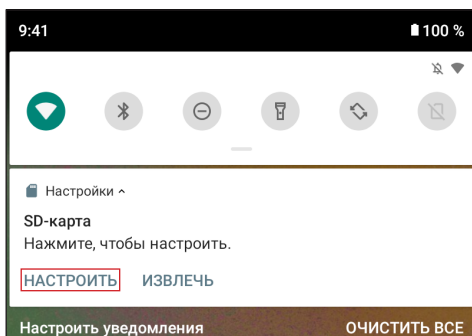 9:41 100 %
Настройки
SD-карта
Нажмите, чтобы настроить.
НАСТРОИТЬ ИЗВЛЕЧЬ
Настроить уведомления ОЧИСТИТЬ ВСЕ